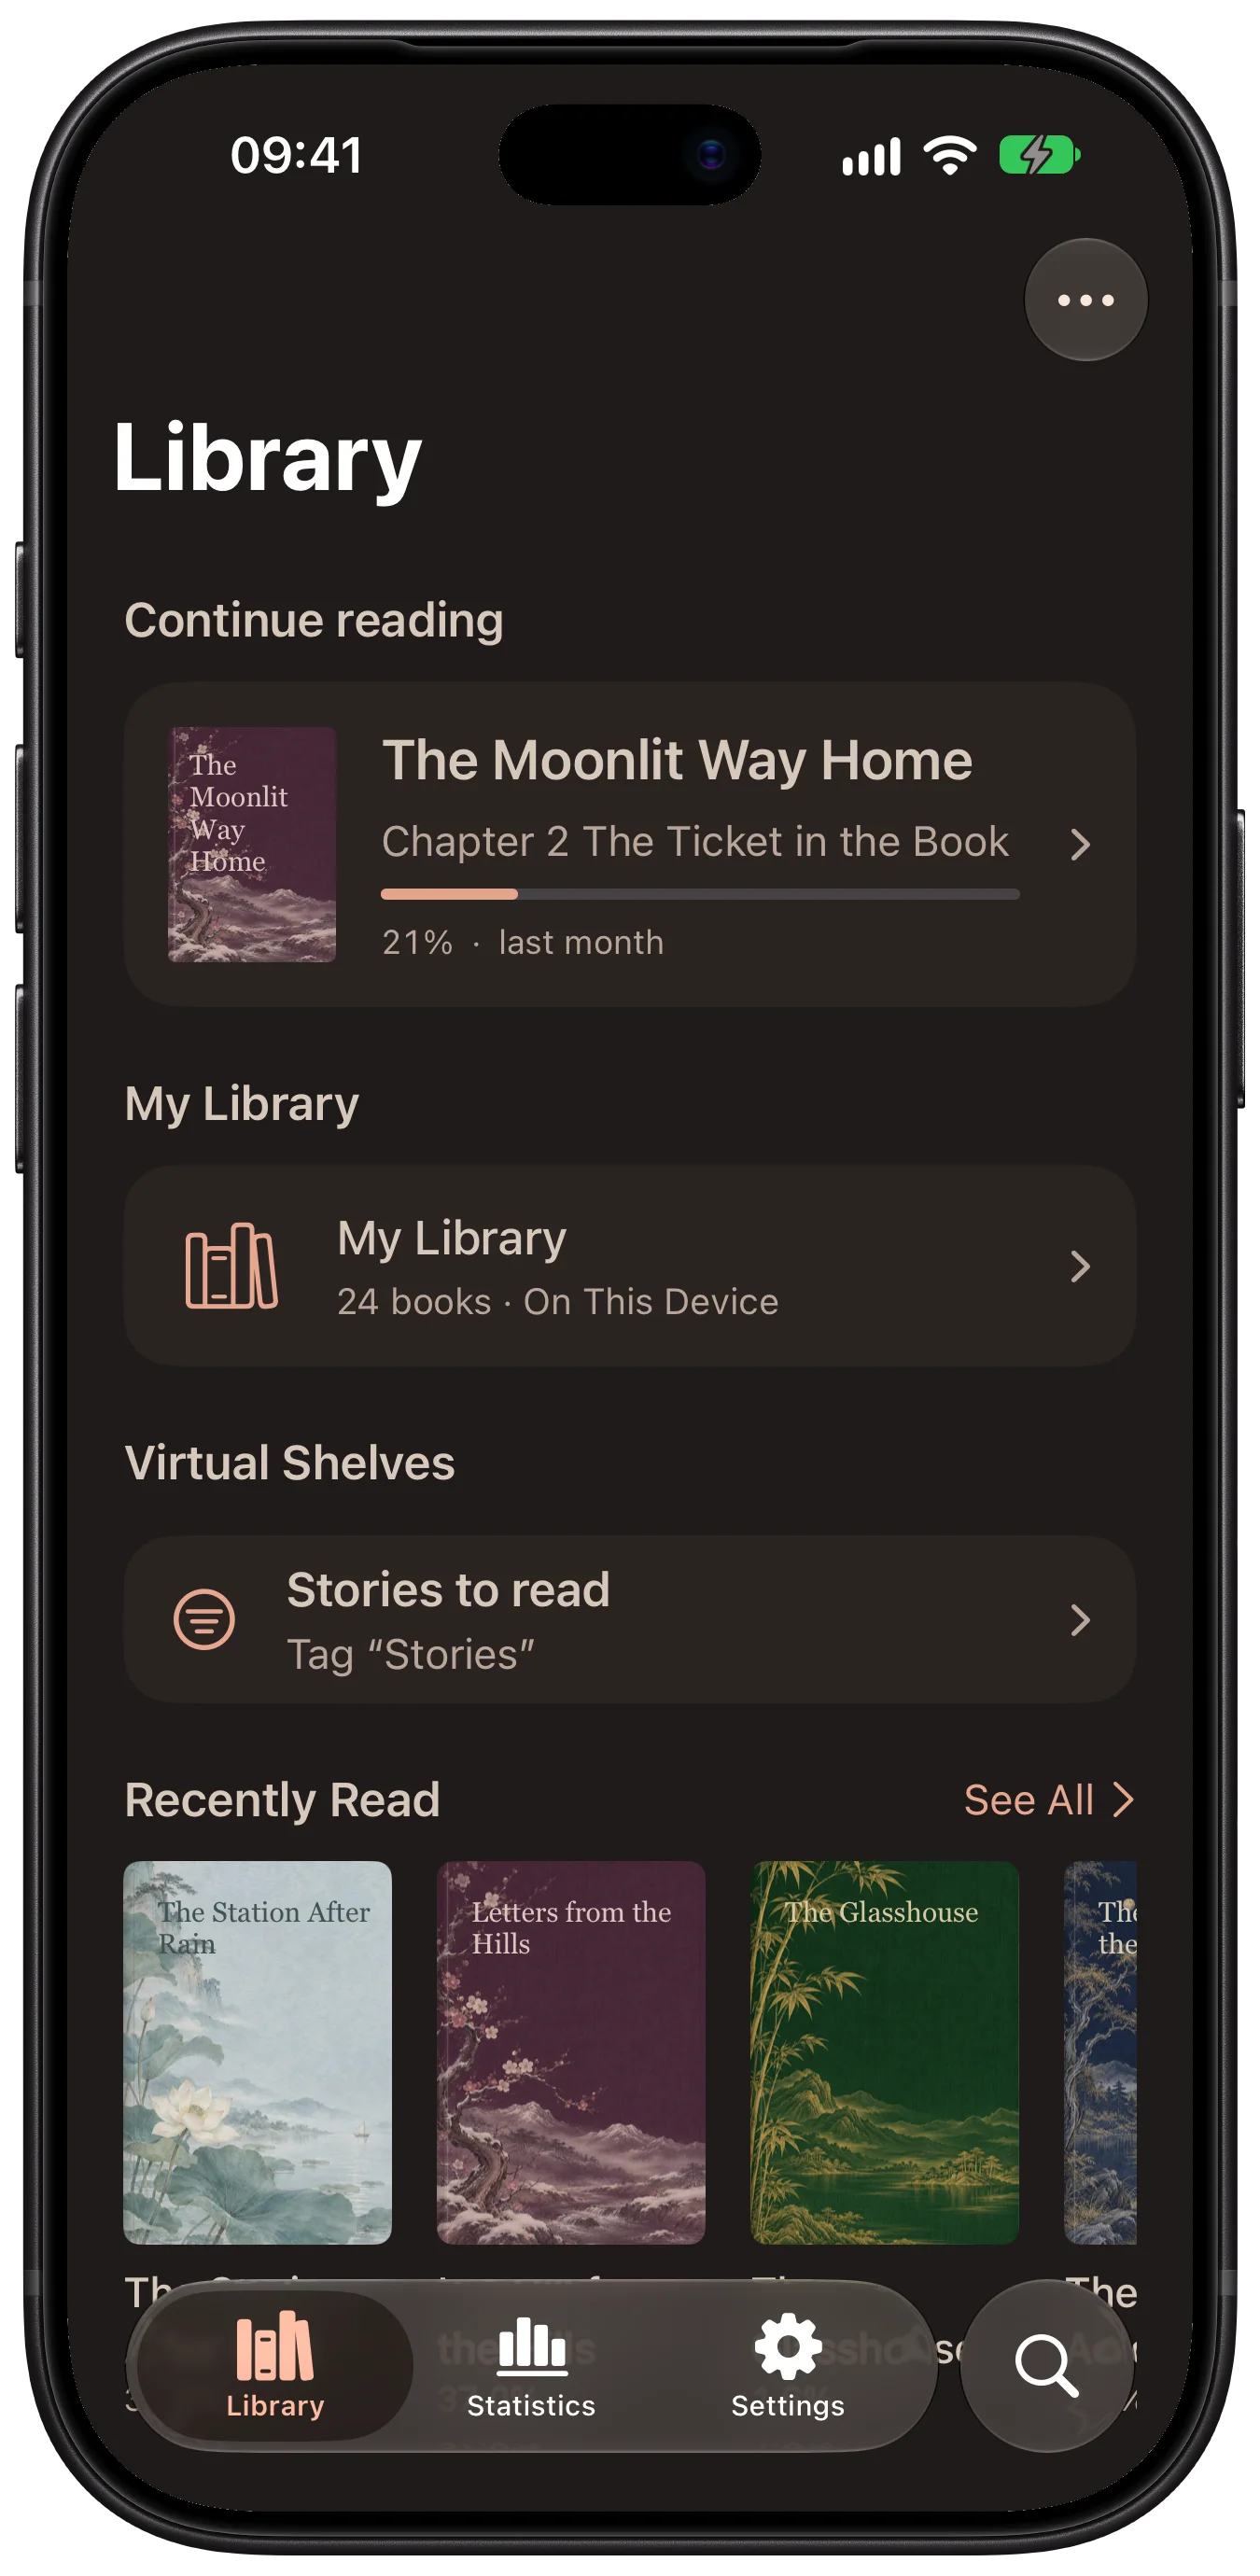 09:41
Library
Continue reading
The
Moonlit
Way
Home
The Moonlit Way Home
Chapter 2 The Ticket in the Book
21% · last month
My Library
My Library
24 books · On This Device
Virtual Shelves
Stories to read
Tag “Stories”
Recently Read
See All
The Station After
Rain
Letters from the
Hills
The Glasshouse
The
the
The
Library
Statistics
Settings